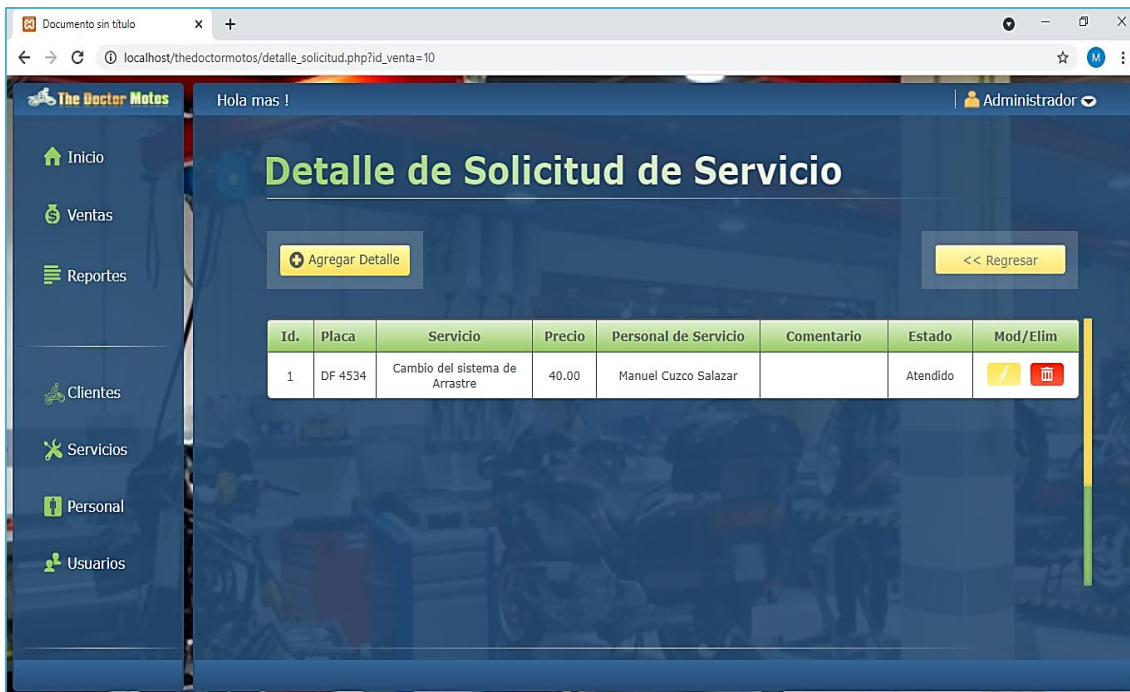 Documento sin título
localhost/thedoctormotos/detalle_solicitud.php?id_venta=10
M
The Doctor Motos
Hola mas !
Administrador
Inicio
Ventas
Reportes
Clientes
Servicios
Personal
Usuarios
Detalle de Solicitud de Servicio
Agregar Detalle
<< Regresar
Id. Placa Servicio Precio Personal de Servicio Comentario Estado Mod/Elim
1 DF 4534 Cambio del sistema de Arrastre 40.00 Manuel Cuzco Salazar Atendido